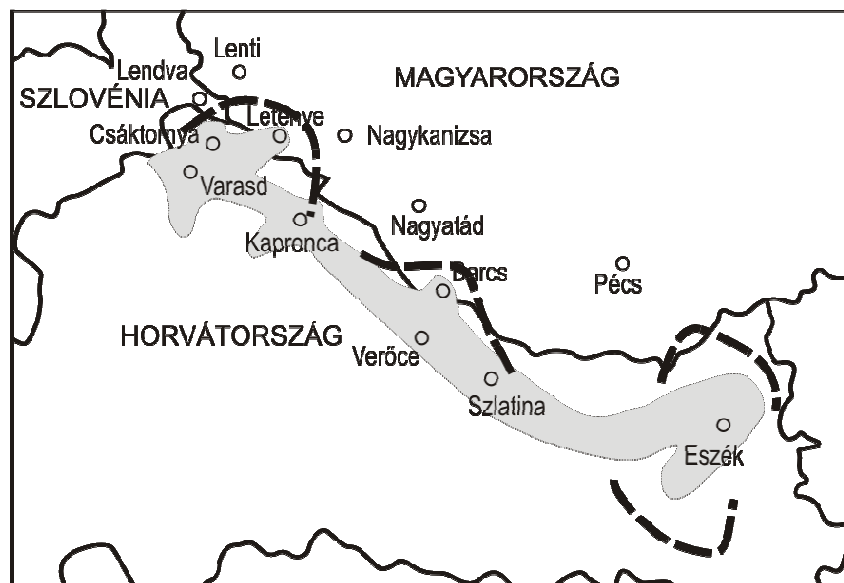 Lenti
Lendva
MAGYARORSZÁG
SZLOVÉNIA
Letenye
Csáktornya
Nagykanizsa
Varasd
Nagyatád
Kapronca
Barcs
Pécs
HORVÁTORSZÁG
Verőce
Szlatina
Eszék